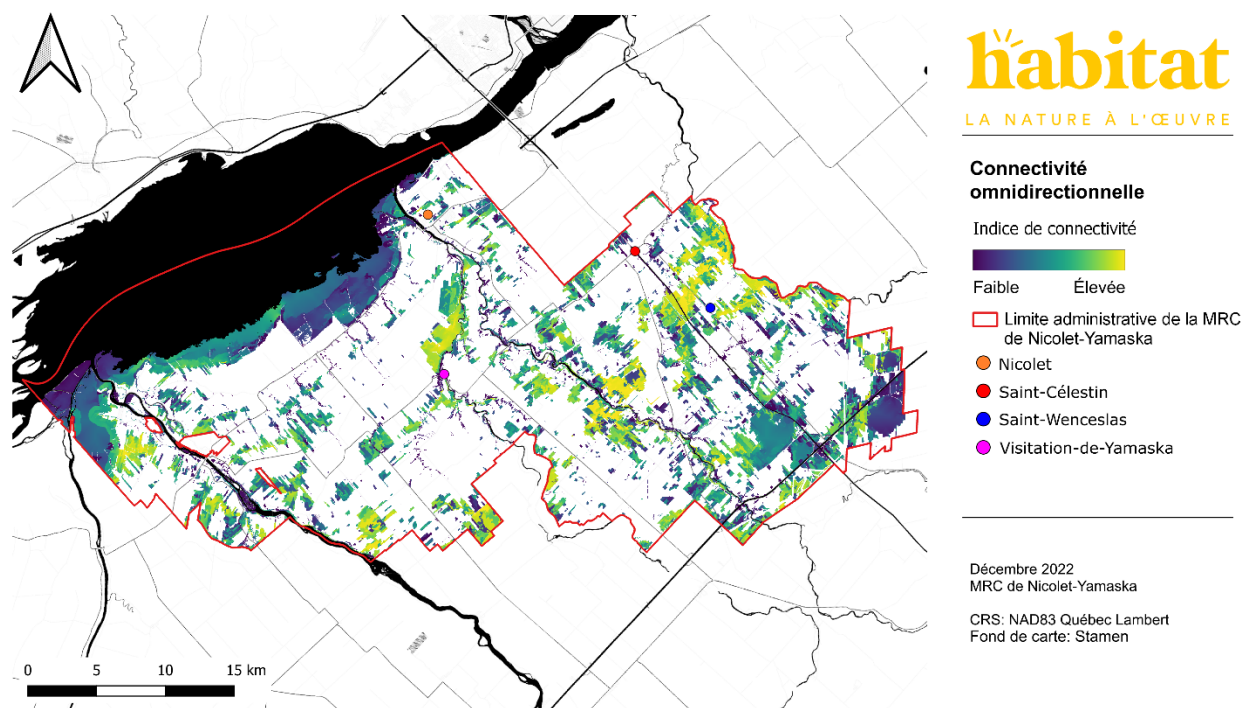 habitat
LA NATURE À L'ŒUVRE
Connectivité
omnidirectionnelle
Indice de connectivité
Faible Élevée
Limite administrative de la MRC
de Nicolet-Yamaska
Nicolet
Saint-Célestin
Saint-Wenceslas
Visitation-de-Yamaska
Décembre 2022
MRC de Nicolet-Yamaska
CRS: NAD83 Québec Lambert
Fond de carte: Stamen
0 5 10 15 km